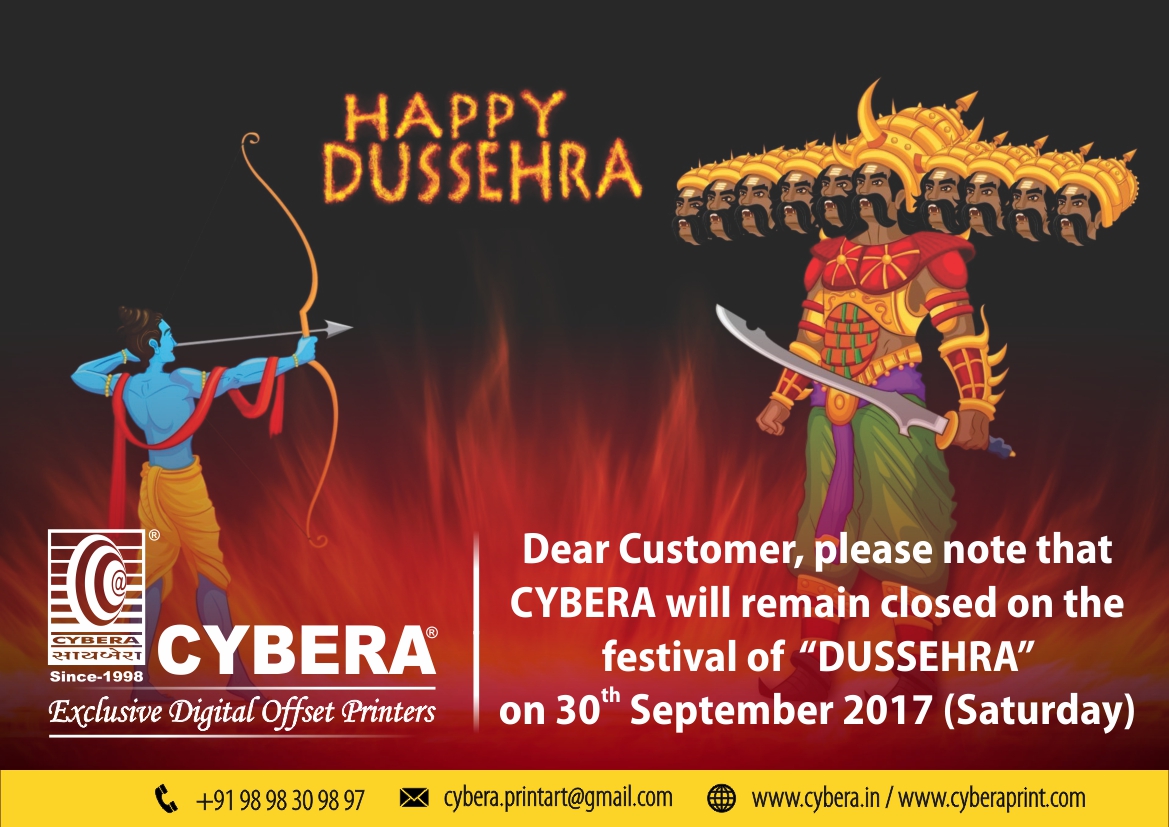 HAPPY
DUSSEHRA
@
®
CYBERA
સાયબેરા
Since-1998
CYBERA®
Exclusive Digital Offset Printers
Dear Customer, please note that
CYBERA will remain closed on the
festival of “DUSSEHRA”
on 30th September 2017 (Saturday)
+91 98 98 30 98 97
cybera.printart@gmail.com
www.cybera.in / www.cyberaprint.com